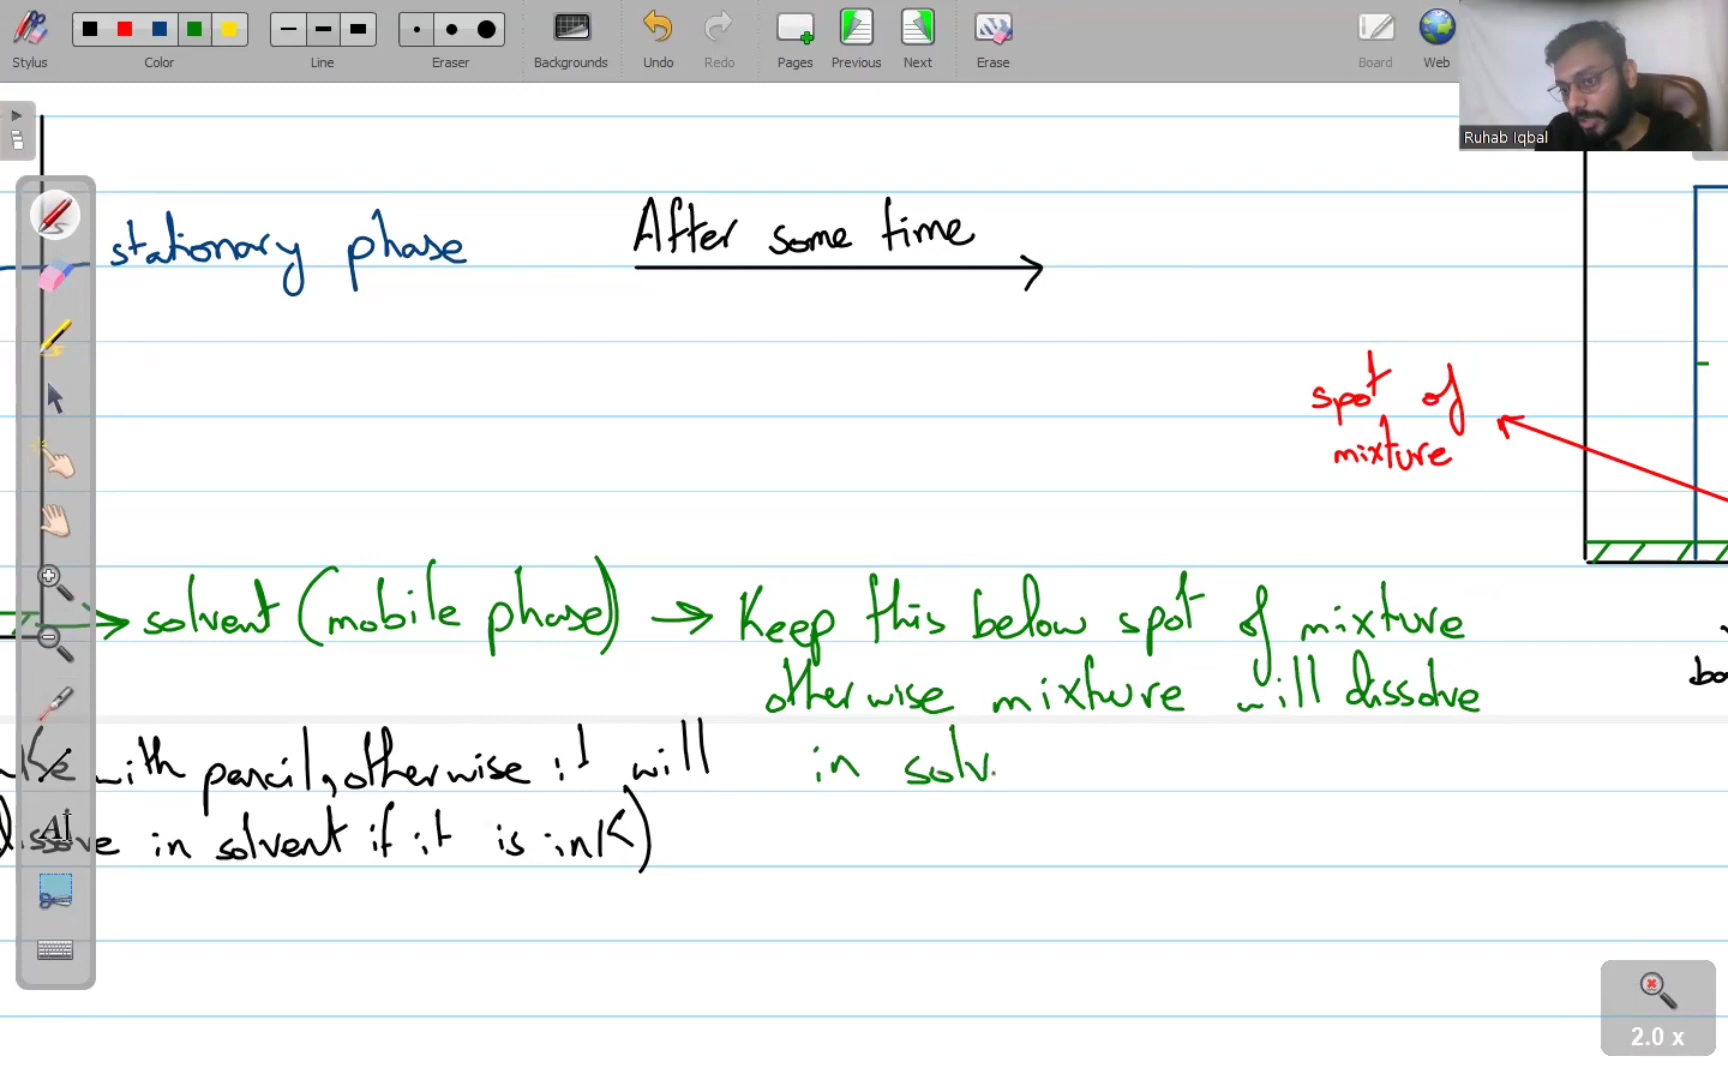 Stylus
Color
Line
Eraser
Backgrounds
Undo
Redo
Pages
Previous
Next
Erase
Board
Web
Ruhab Iqbal
stationary phase
After some time
spot of
mixture
solvent (mobile phase) → Keep this below spot of mixture
otherwise mixture will dissolve
in solv
with pencil, otherwise it will
in solvent if it is ink)
2.0 x